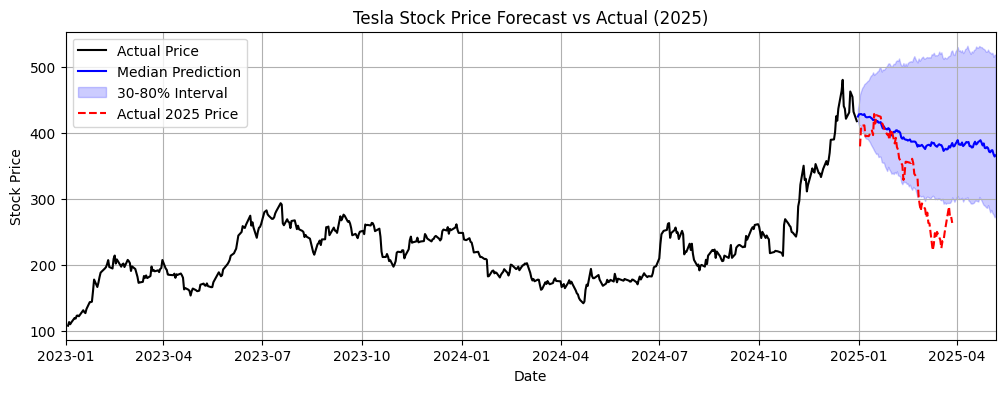 Tesla Stock Price Forecast vs Actual (2025)
Actual Price
Median Prediction
30-80% Interval
Actual 2025 Price
Stock Price
500
400
300
200
100
2023-01 2023-04 2023-07 2023-10 2024-01 2024-04 2024-07 2024-10 2025-01 2025-04
Date